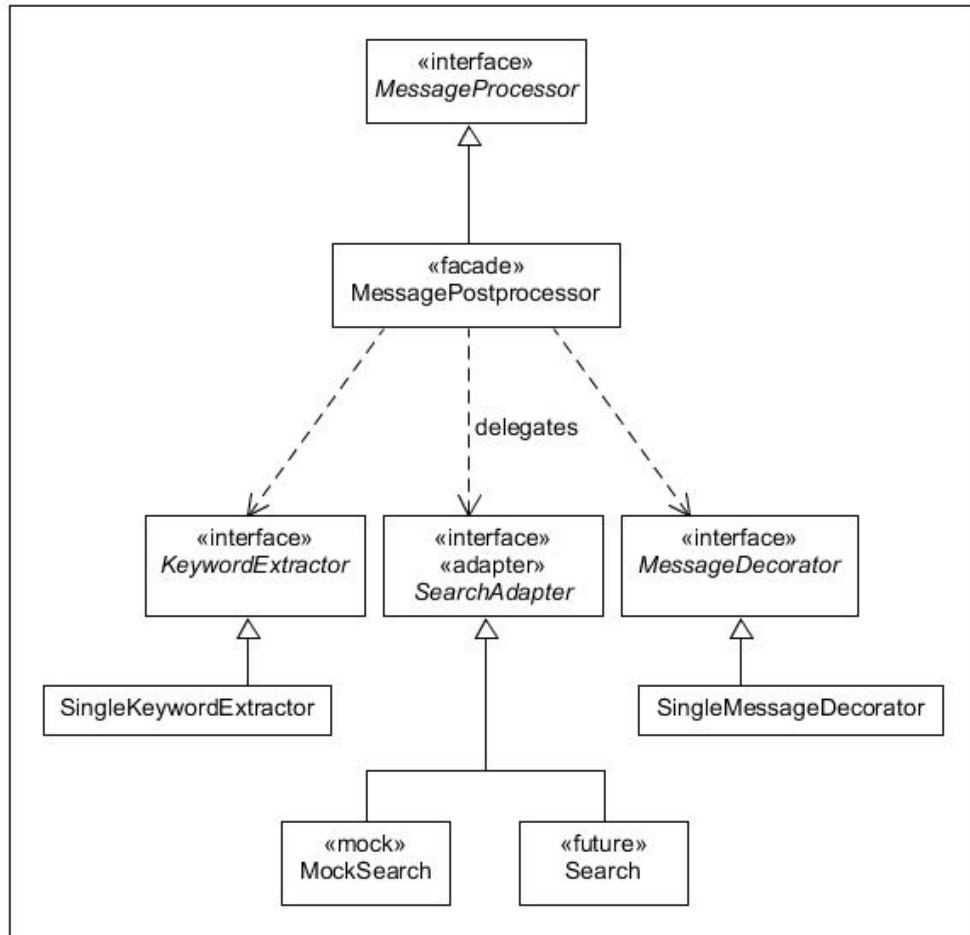 «interface»
MessageProcessor
«facade»
MessagePostprocessor
delegates
«interface»
KeywordExtractor
«interface»
«adapter»
SearchAdapter
«interface»
MessageDecorator
SingleKeywordExtractor
SingleMessageDecorator
«mock»
MockSearch
«future»
Search